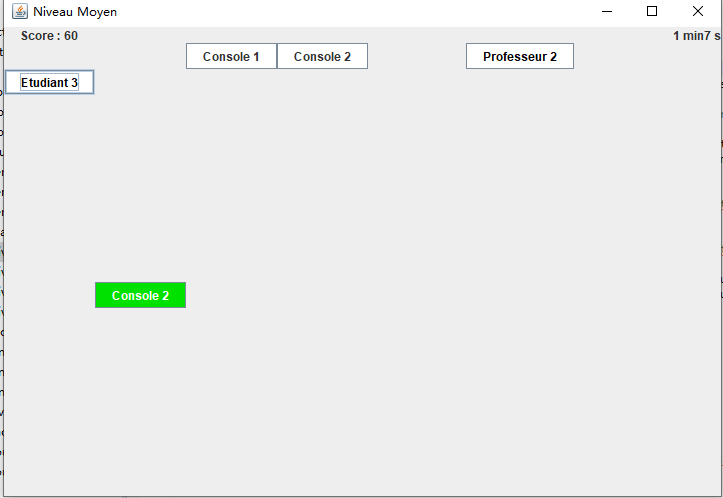 Niveau Moyen
Score : 60
1 min7 s
Console 1 Console 2 Professeur 2
Etudiant 3
Console 2